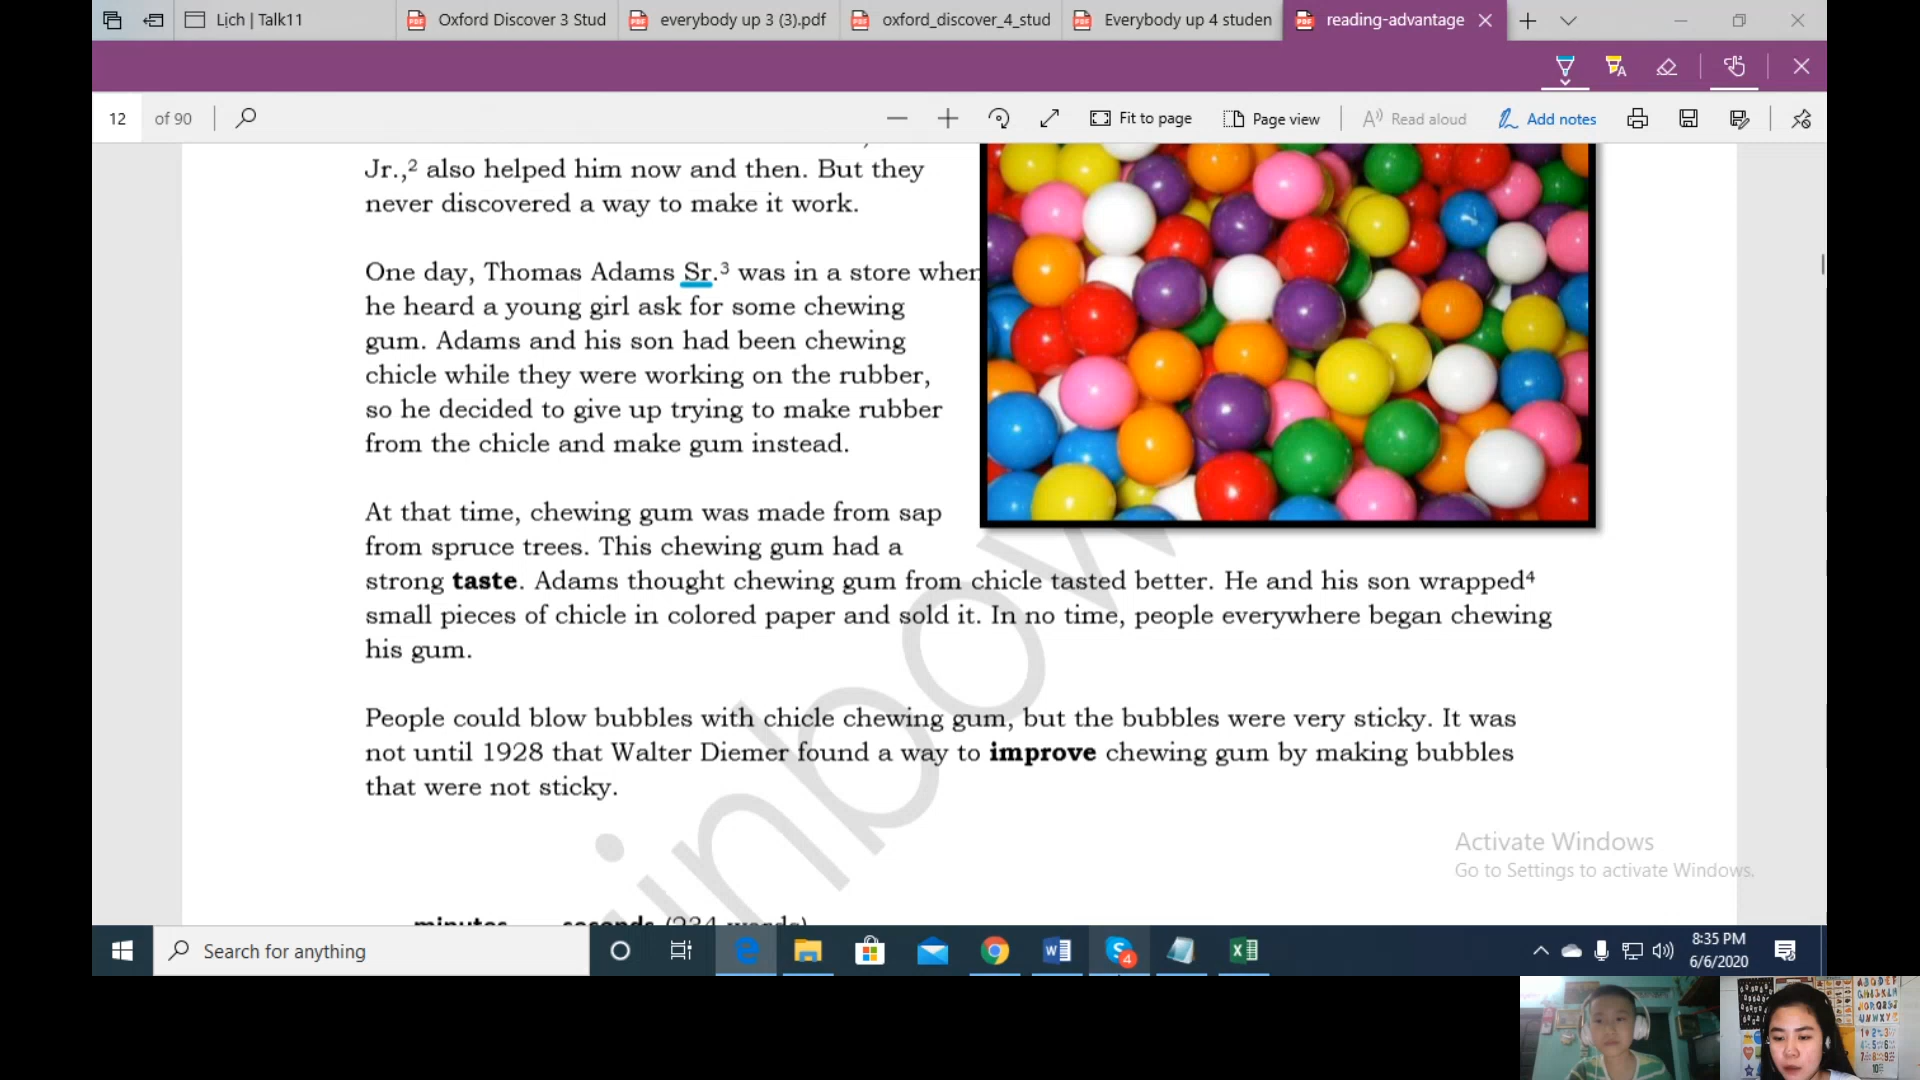 Lịch | Talk11
Oxford Discover 3 Stud
everybody up 3 (3).pdf
oxford_discover_4_stud
Everybody up 4 studen
reading-advantage
12 of 90
Fit to page
Page view
Read aloud
Add notes
Jr.,² also helped him now and then. But they
never discovered a way to make it work.
One day, Thomas Adams Sr.³ was in a store when
he heard a young girl ask for some chewing
gum. Adams and his son had been chewing
chicle while they were working on the rubber,
so he decided to give up trying to make rubber
from the chicle and make gum instead.
At that time, chewing gum was made from sap
from spruce trees. This chewing gum had a
strong taste. Adams thought chewing gum from chicle tasted better. He and his son wrapped⁴
small pieces of chicle in colored paper and sold it. In no time, people everywhere began chewing
his gum.
People could blow bubbles with chicle chewing gum, but the bubbles were very sticky. It was
not until 1928 that Walter Diemer found a way to improve chewing gum by making bubbles
that were not sticky.
inbow
Activate Windows
Go to Settings to activate Windows.
minutes seconds (234 words)
Search for anything
4
8:35 PM
6/6/2020